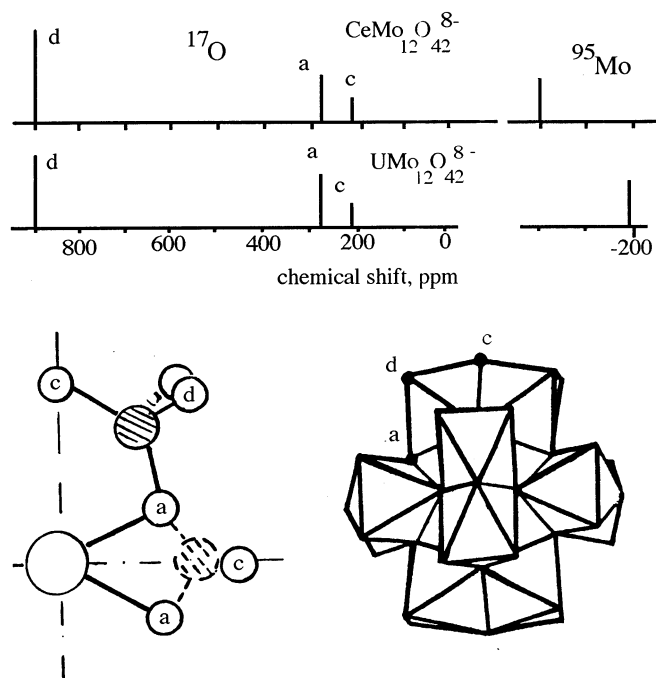 d 17O a c CeMo12O42 8- 95Mo
d a c UMo12O42 8-
800 600 400 200 0 -200
chemical shift, ppm
c
d
c
d
a
a
c
a